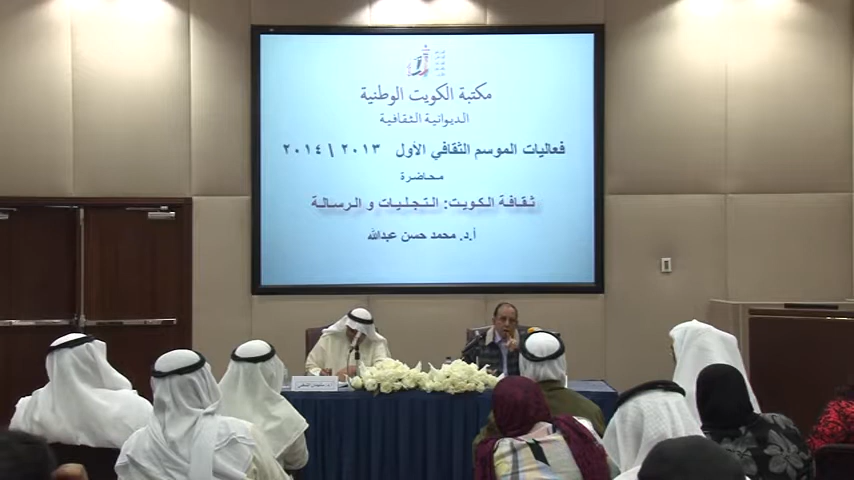 مكتبة الكويت الوطنية
الديوانية الثقافية
فعاليات الموسم الثقافي الأول ٢٠١٣ \ ٢٠١٤
محاضرة
ثقافة الكويت: التجليات و الرسالة
أ.د. محمد حسن عبدالله